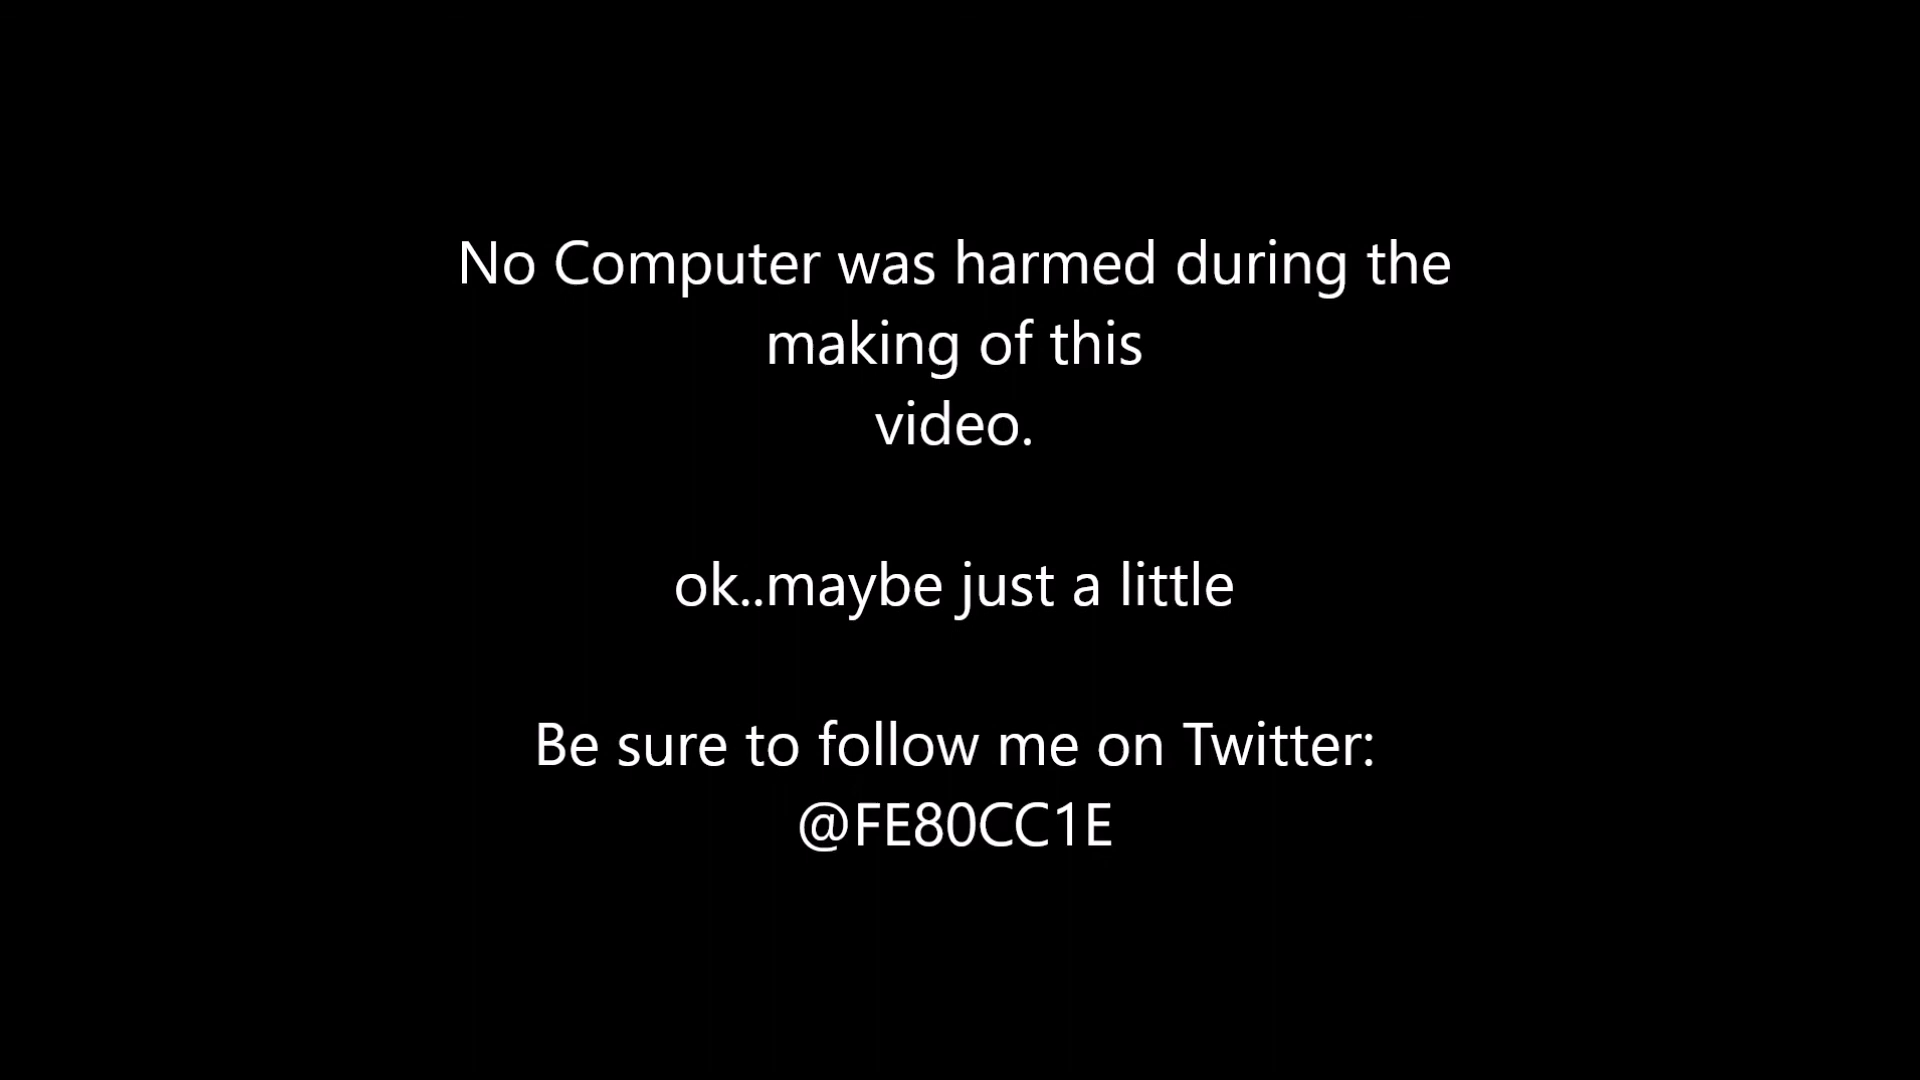 No Computer was harmed during the
making of this
video.
ok..maybe just a little
Be sure to follow me on Twitter:
@FE80CC1E